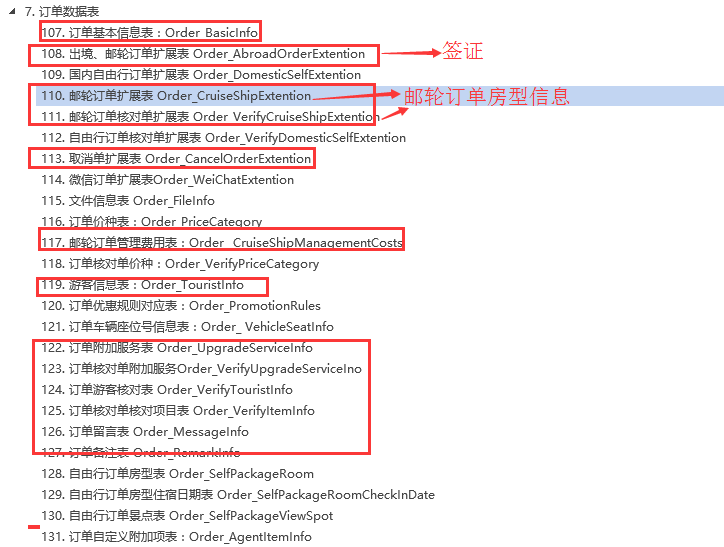 7. 订单数据表
107. 订单基本信息表：Order_BasicInfo
108. 出境、邮轮订单扩展表 Order_AbroadOrderExtention
签证
109. 国内自由行订单扩展表 Order_DomesticSelfExtention
110. 邮轮订单扩展表 Order_CruiseShipExtention
邮轮订单房型信息
111. 邮轮订单核对单扩展表 Order_VerifyCruiseShipExtention
112. 自由行订单核对单扩展表 Order_VerifyDomesticSelfExtention
113. 取消单扩展表 Order_CancelOrderExtention
114. 微信订单扩展表Order_WeiChatExtention
115. 文件信息表 Order_FileInfo
116. 订单价种表：Order_PriceCategory
117. 邮轮订单管理费用表：Order_ CruiseShipManagementCosts
118. 订单核对单价种：Order_VerifyPriceCategory
119. 游客信息表：Order_TouristInfo
120. 订单优惠规则对应表：Order_PromotionRules
121. 订单车辆座位号信息表：Order_ VehicleSeatInfo
122. 订单附加服务表 Order_UpgradeServiceInfo
123. 订单核对单附加服务Order_VerifyUpgradeServiceIno
124. 订单游客核对表 Order_VerifyTouristInfo
125. 订单核对单核对项目表 Order_VerifyItemInfo
126. 订单留言表 Order_MessageInfo
127. 订单备注表 Order_RemarkInfo
128. 自由行订单房型表 Order_SelfPackageRoom
129. 自由行订单房型住宿日期表 Order_SelfPackageRoomCheckInDate
130. 自由行订单景点表 Order_SelfPackageViewSpot
131. 订单自定义附加项表：Order_AgentItemInfo